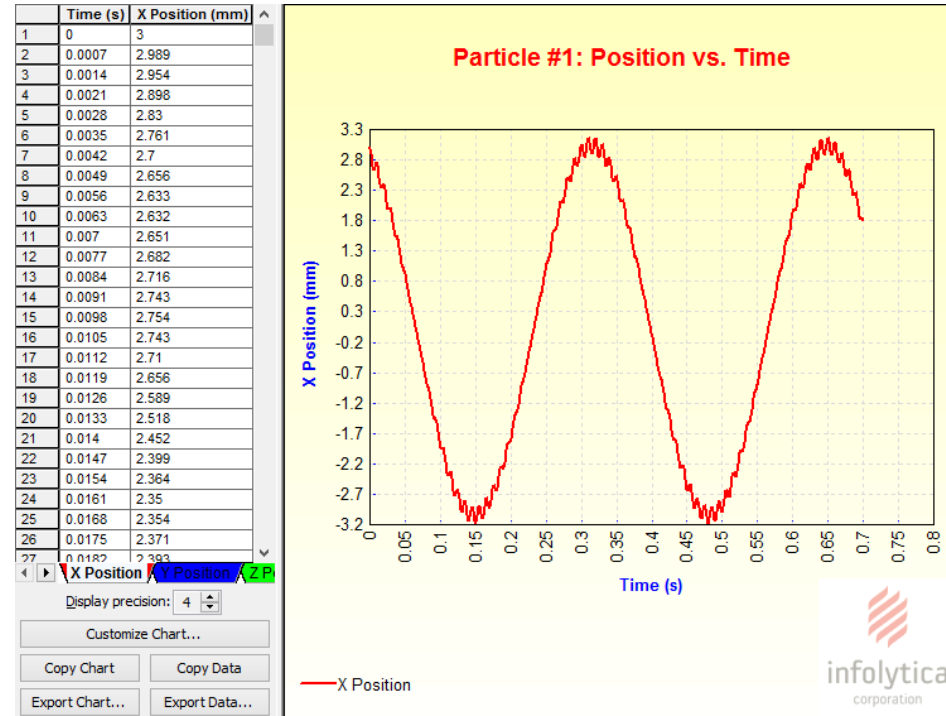 Time (s) X Position (mm)
1 0 3
2 0.0007 2.989
3 0.0014 2.954
4 0.0021 2.898
5 0.0028 2.83
6 0.0035 2.761
7 0.0042 2.7
8 0.0049 2.656
9 0.0056 2.633
10 0.0063 2.632
11 0.007 2.651
12 0.0077 2.682
13 0.0084 2.716
14 0.0091 2.743
15 0.0098 2.754
16 0.0105 2.743
17 0.0112 2.71
18 0.0119 2.656
19 0.0126 2.589
20 0.0133 2.518
21 0.014 2.452
22 0.0147 2.399
23 0.0154 2.364
24 0.0161 2.35
25 0.0168 2.354
26 0.0175 2.371
27 0.0182 2.393
X Position Y Position Z P
Display precision: 4
Customize Chart...
Copy Chart Copy Data
Export Chart... Export Data...
Particle #1: Position vs. Time
X Position (mm)
3.3
2.8
2.3
1.8
1.3
0.8
0.3
-0.2
-0.7
-1.2
-1.7
-2.2
-2.7
-3.2
0 0.05 0.1 0.15 0.2 0.25 0.3 0.35 0.4 0.45 0.5 0.55 0.6 0.65 0.7 0.75 0.8
Time (s)
X Position
infolytica
corporation